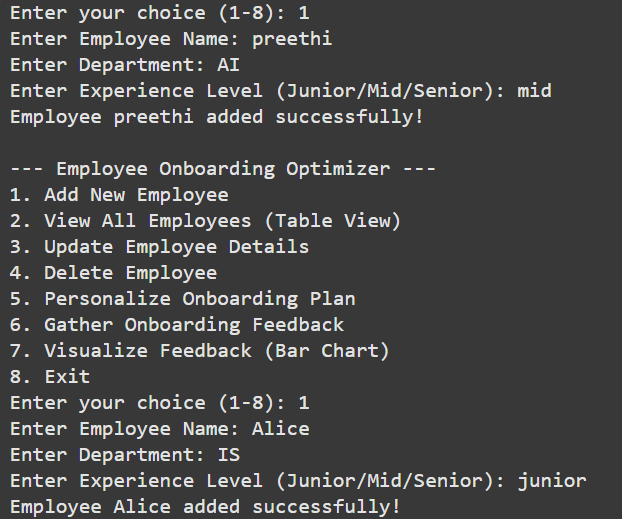 Enter your choice (1-8): 1
Enter Employee Name: preethi
Enter Department: AI
Enter Experience Level (Junior/Mid/Senior): mid
Employee preethi added successfully!
--- Employee Onboarding Optimizer ---
1. Add New Employee
2. View All Employees (Table View)
3. Update Employee Details
4. Delete Employee
5. Personalize Onboarding Plan
6. Gather Onboarding Feedback
7. Visualize Feedback (Bar Chart)
8. Exit
Enter your choice (1-8): 1
Enter Employee Name: Alice
Enter Department: IS
Enter Experience Level (Junior/Mid/Senior): junior
Employee Alice added successfully!